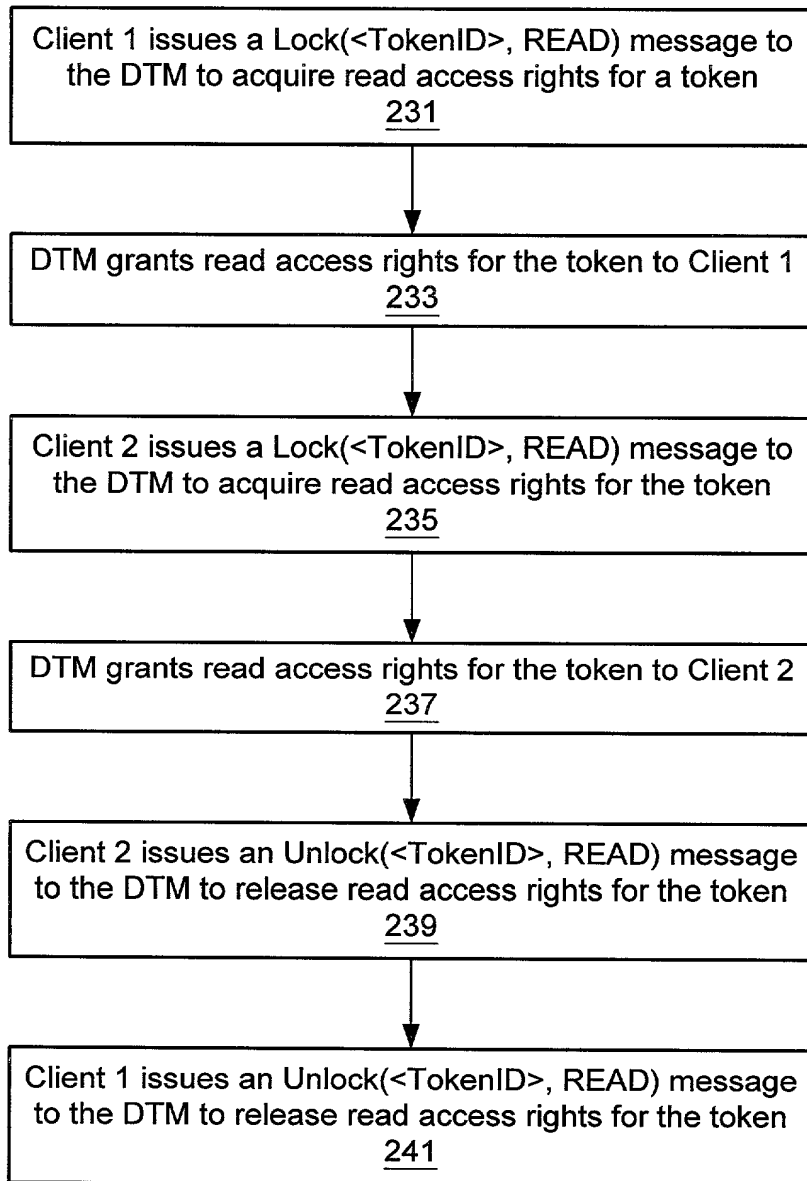 Client 1 issues a Lock(<TokenID>, READ) message to
the DTM to acquire read access rights for a token
231
DTM grants read access rights for the token to Client 1
233
Client 2 issues a Lock(<TokenID>, READ) message to
the DTM to acquire read access rights for the token
235
DTM grants read access rights for the token to Client 2
237
Client 2 issues an Unlock(<TokenID>, READ) message
to the DTM to release read access rights for the token
239
Client 1 issues an Unlock(<TokenID>, READ) message
to the DTM to release read access rights for the token
241